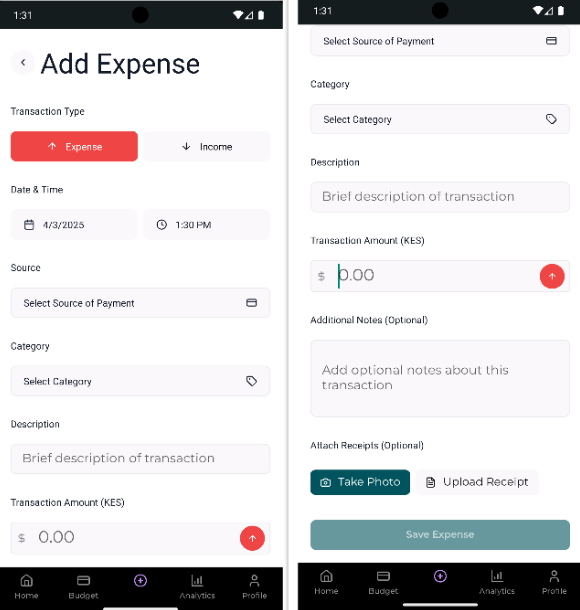 1:31
Add Expense
Transaction Type
Expense
Income
Date & Time
4/3/2025
1:30 PM
Source
Select Source of Payment
Category
Select Category
Description
Brief description of transaction
Transaction Amount (KES)
$ 0.00
Home
Budget
Analytics
Profile
1:31
Select Source of Payment
Category
Select Category
Description
Brief description of transaction
Transaction Amount (KES)
$ 0.00
Additional Notes (Optional)
Add optional notes about this
transaction
Attach Receipts (Optional)
Take Photo
Upload Receipt
Save Expense
Home
Budget
Analytics
Profile